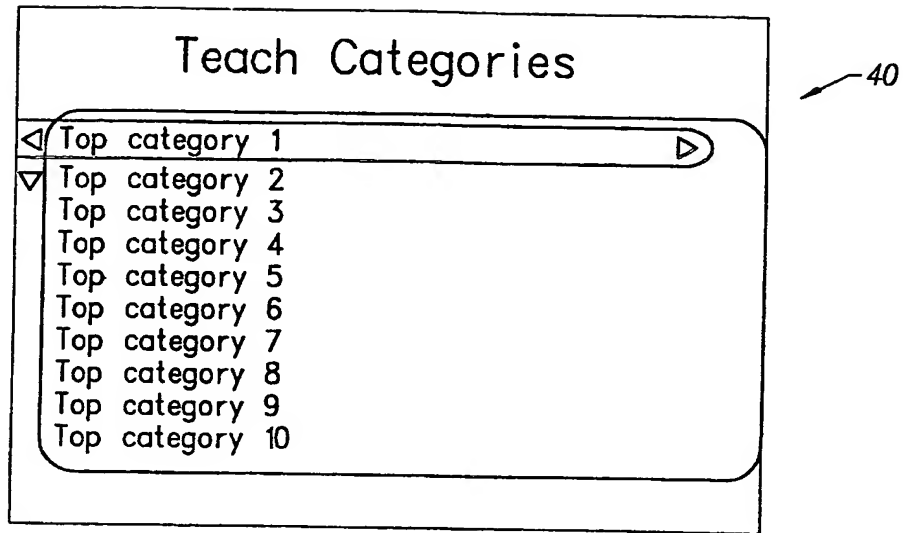 Teach Categories
40
Top category 1
Top category 2
Top category 3
Top category 4
Top category 5
Top category 6
Top category 7
Top category 8
Top category 9
Top category 10